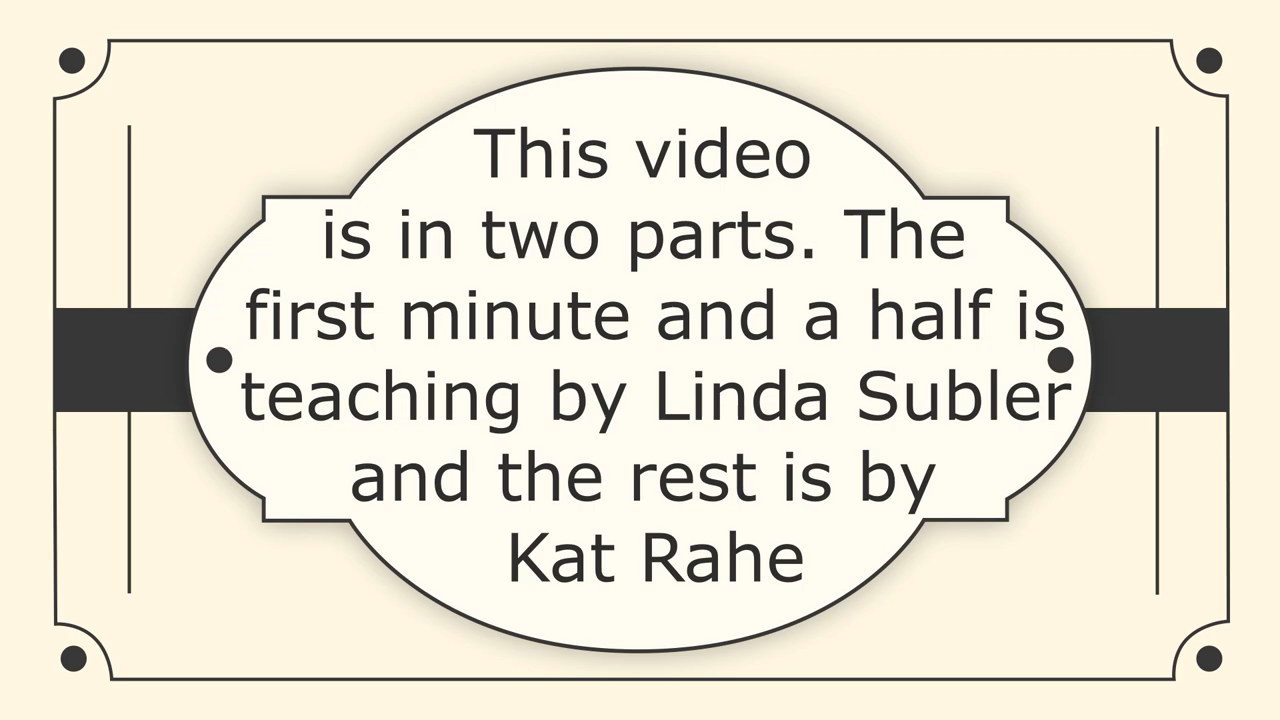 This video
is in two parts. The
first minute and a half is
teaching by Linda Subler
and the rest is by
Kat Rahe